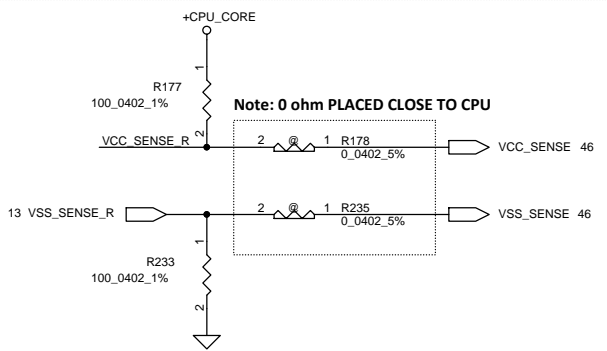 +CPU_CORE
1
R177
100_0402_1%
Note: 0 ohm PLACED CLOSE TO CPU
2
VCC_SENSE_R
2 @ 1 R178
0_0402_5%
VCC_SENSE 46
13 VSS_SENSE_R
2 @ 1 R235
0_0402_5%
VSS_SENSE 46
1
R233
100_0402_1%
2